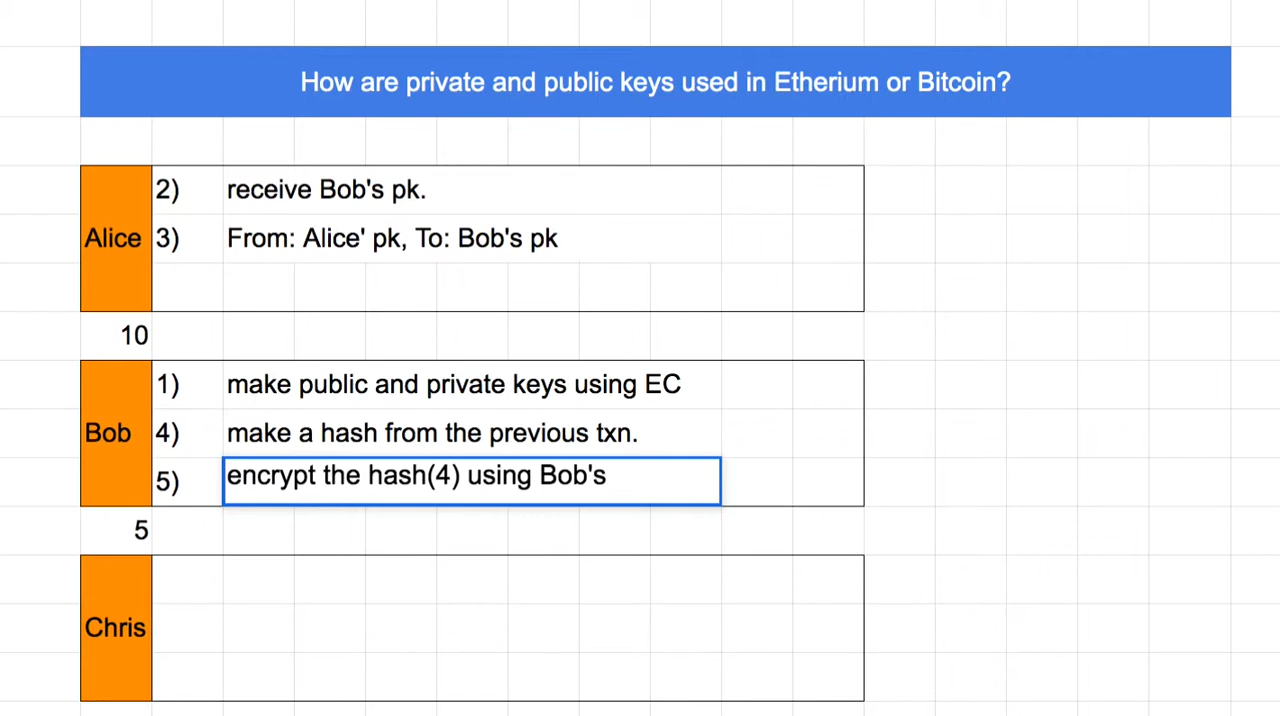 How are private and public keys used in Etherium or Bitcoin?
2) receive Bob's pk.
Alice 3) From: Alice' pk, To: Bob's pk
10
1) make public and private keys using EC
Bob 4) make a hash from the previous txn.
5) encrypt the hash(4) using Bob's
5
Chris